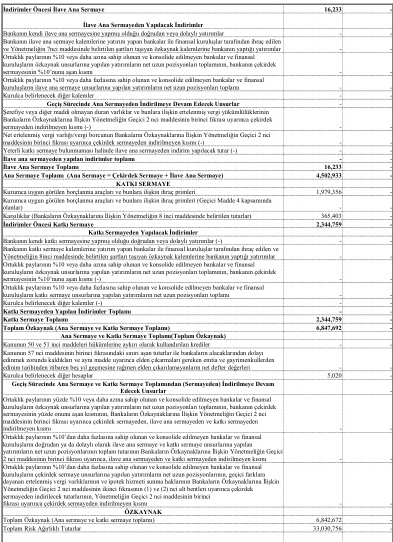 İndirimler Öncesi İlave Ana Sermaye 16,233 -
İlave Ana Sermayeden Yapılacak İndirimler
Bankanın kendi ilave ana sermayesine yapmış olduğu doğrudan veya dolaylı yatırımlar - -
Bankanın ilave ana sermaye kalemlerine yatırım yapan bankalar ile finansal kuruluşlar tarafından ihraç edilen
ve Yönetmeliğin 7nci maddesinde belirtilen şartları taşıyan özkaynak kalemlerine bankanın yaptığı yatırımlar - -
Ortaklık paylarının %10 veya daha azına sahip olunan ve konsolide edilmeyen bankalar ve finansal
kuruluşların özkaynak unsurlarına yapılan yatırımların net uzun pozisyonları toplamının, bankanın çekirdek
sermayesinin %10'nunu aşan kısmı - -
Ortaklık paylarının %10 veya daha fazlasına sahip olunan ve konsolide edilmeyen bankalar ve finansal
kuruluşların ilave ana sermaye unsurlarına yapılan yatırımların net uzun pozisyonları toplamı - -
Kurulca belirlenecek diğer kalemler - -
Geçiş Sürecinde Ana Sermayeden İndirilmeye Devam Edecek Unsurlar
Şerefiye veya diğer maddi olmayan duran varlıklar ve bunlara ilişkin ertelenmiş vergi yükümlülüklerinin
Bankaların Özkaynaklarına İlişkin Yönetmeliğin Geçici 2 nci maddesinin birinci fıkrası uyarınca çekirdek
sermayeden indirilmeyen kısmı (-) - -
Net ertelenmiş vergi varlığı/vergi borcunun Bankaların Özkaynaklarına İlişkin Yönetmeliğin Geçici 2 nci
maddesinin birinci fıkrası uyarınca çekirdek sermayeden indirilmeyen kısmı (-) - -
Yeterli katkı sermaye bulunmaması halinde ilave ana sermayeden indirim yapılacak tutar (-) - -
İlave ana sermayeden yapılan indirimler toplamı - -
İlave Ana Sermaye Toplamı 16,233 -
Ana Sermaye Toplamı (Ana Sermaye = Çekirdek Sermaye + İlave Ana Sermaye) 4,502,933 -
KATKI SERMAYE
Kurumca uygun görülen borçlanma araçları ve bunlara ilişkin ihraç primleri 1,979,356 -
Kurumca uygun görülen borçlanma araçları ve bunlara ilişkin ihraç primleri (Geçici Madde 4 kapsamında
olanlar) - -
Karşılıklar (Bankaların Özkaynaklarına İlişkin Yönetmeliğin 8 inci maddesinde belirtilen tutarlar) 365,403 -
İndirimler Öncesi Katkı Sermaye 2,344,759 -
Katkı Sermayeden Yapılacak İndirimler
Bankanın kendi katkı sermayesine yapmış olduğu doğrudan veya dolaylı yatırımlar (-) - -
Bankanın katkı sermaye kalemlerine yatırım yapan bankalar ile finansal kuruluşlar tarafından ihraç edilen ve
Yönetmeliğin 8inci maddesinde belirtilen şartları taşıyan özkaynak kalemlerine bankanın yaptığı yatırımlar - -
Ortaklık paylarının %10 veya daha azına sahip olunan ve konsolide edilmeyen bankalar ve finansal
kuruluşların özkaynak unsurlarına yapılan yatırımların net uzun pozisyonları toplamının, bankanın çekirdek
sermayesinin %10'nunu aşan kısmı (-) - -
Ortaklık paylarının %10 veya daha fazlasına sahip olunan ve konsolide edilmeyen bankalar ve finansal
kuruluşların katkı sermaye unsurlarına yapılan yatırımların net uzun pozisyonları toplamı - -
Kurulca belirlenecek diğer kalemler (-) - -
Katkı Sermayeden Yapılan İndirimler Toplamı - -
Katkı Sermaye Toplamı 2,344,759 -
Toplam Özkaynak (Ana Sermaye ve Katkı Sermaye Toplamı) 6,847,692 -
Ana Sermaye ve Katkı Sermaye Toplamı(Toplam Özkaynak)
Kanunun 50 ve 51 inci maddeleri hükümlerine aykırı olarak kullandırılan krediler - -
Kanunun 57 nci maddesinin birinci fıkrasındaki sınırı aşan tutar ile bankaların alacaklarından dolayı
edinmek zorunda kaldıkları ve aynı madde uyarınca elden çıkarmaları gereken emtia ve gayrimenkullerden
edinim tarihinden itibaren beş yıl geçmesine rağmen elden çıkarılamayanların net defter değerleri - -
Kurulca belirlenecek diğer hesaplar 5,020 -
Geçiş Sürecinde Ana Sermaye ve Katkı Sermaye Toplamından (Sermayeden) İndirilmeye Devam
Edecek Unsurlar
Ortaklık paylarının yüzde %10 veya daha azına sahip olunan ve konsolide edilmeyen bankalar ve finansal
kuruluşların özkaynak unsurlarına yapılan yatırımların net uzun pozisyonları toplamının, bankanın çekirdek
sermayesinin yüzde onunu aşan kısmının, Bankaların Özkaynaklarına İlişkin Yönetmeliğin Geçici 2 nci
maddesinin birinci fıkrası uyarınca çekirdek sermayeden, ilave ana sermayeden ve katkı sermayeden
indirilmeyen kısmı - -
Ortaklık paylarının %10'dan daha fazlasına sahip olunan ve konsolide edilmeyen bankalar ve finansal
kuruluşların doğrudan ya da dolaylı olarak ilave ana sermaye ve katkı sermaye unsurlarına yapılan
yatırımların net uzun pozisyonlarının toplam tutarının Bankaların Özkaynaklarına İlişkin Yönetmeliğin Geçici
2 nci maddesinin birinci fıkrası uyarınca, ilave ana sermayeden ve katkı sermayeden indirilmeyen kısmı - -
Ortaklık paylarının %10'dan daha fazlasına sahip olunan ve konsolide edilmeyen bankalar ve finansal
kuruluşların çekirdek sermaye unsurlarına yapılan yatırımların net uzun pozisyonlarının, geçici farklara
dayanan ertelenmiş vergi varlıklarının ve ipotek hizmeti sunma haklarının Bankaların Özkaynaklarına İlişkin
Yönetmeliğin Geçici 2 nci maddesinin ikinci fıkrasının (1) ve (2) nci alt bentleri uyarınca çekirdek
sermayeden indirilecek tutarlarının, Yönetmeliğin Geçici 2 nci maddesinin birinci
fıkrası uyarınca çekirdek sermayeden indirilmeyen kısmı - -
ÖZKAYNAK
Toplam Özkaynak (Ana sermaye ve katkı sermaye toplamı) 6,842,672 -
Toplam Risk Ağırlıklı Tutarlar 33,030,756 -